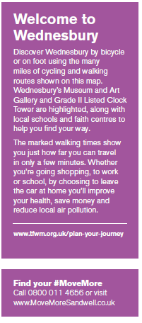 Welcome to
Wednesbury
Discover Wednesbury by bicycle
or on foot using the many
miles of cycling and walking
routes shown on this map.
Wednesbury's Museum and Art
Gallery and Grade II Listed Clock
Tower are highlighted, along with
local schools and faith centres to
help you find your way.
The marked walking times show
you just how far you can travel
in only a few minutes. Whether
you're going shopping, to work
or school, by choosing to leave
the car at home you'll improve
your health, save money and
reduce local air pollution.
www.tfwm.org.uk/plan-your-journey
Find your #MoveMore
Call 0800 011 4656 or visit
www.MoveMoreSandwell.co.uk